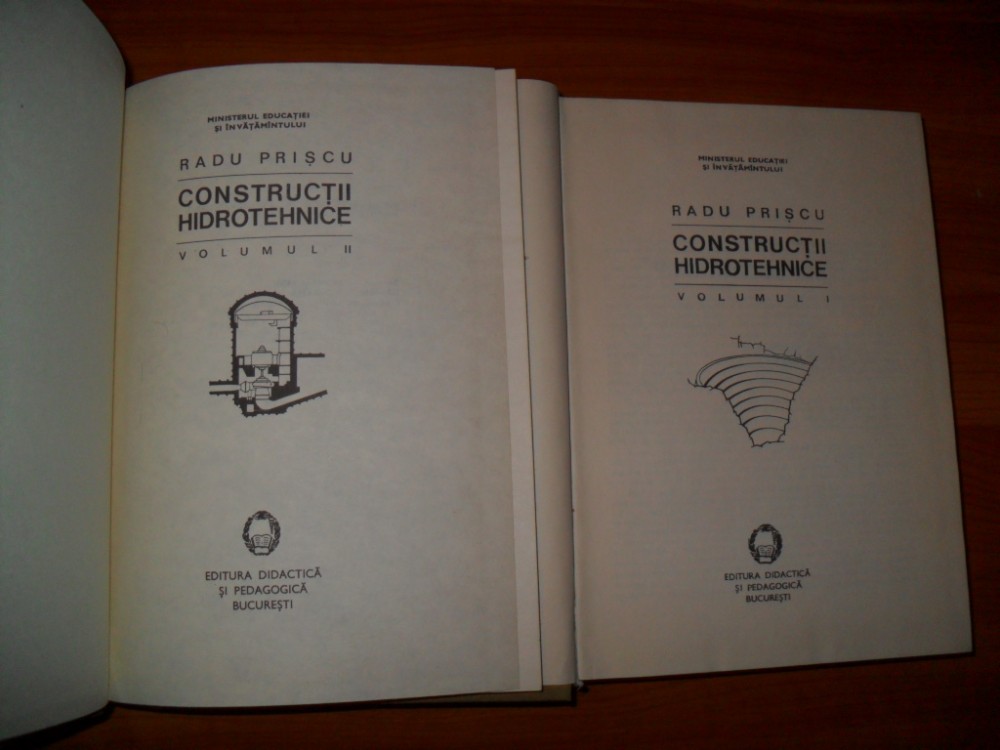 MINISTERUL EDUCAȚIEI
ȘI ÎNVĂȚĂMÎNTULUI
RADU PRIȘCU
CONSTRUCȚII
HIDROTEHNICE
VOLUMUL II
EDITURA DIDACTICĂ
ȘI PEDAGOGICĂ
BUCUREȘTI
MINISTERUL EDUCAȚIEI
ȘI ÎNVĂȚĂMÎNTULUI
RADU PRIȘCU
CONSTRUCȚII
HIDROTEHNICE
VOLUMUL I
EDITURA DIDACTICĂ
ȘI PEDAGOGICĂ
BUCUREȘTI